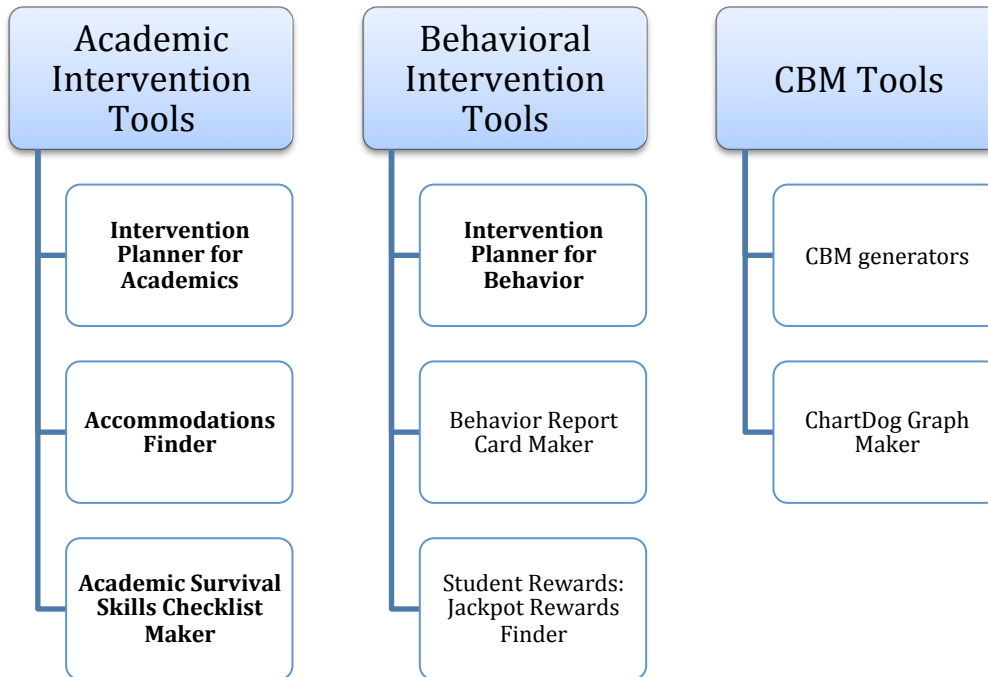 Academic
Intervention
Tools
Intervention
Planner for
Academics
Accommodations
Finder
Academic Survival
Skills Checklist
Maker
Behavioral
Intervention
Tools
Intervention
Planner for
Behavior
Behavior Report
Card Maker
Student Rewards:
Jackpot Rewards
Finder
CBM Tools
CBM generators
ChartDog Graph
Maker